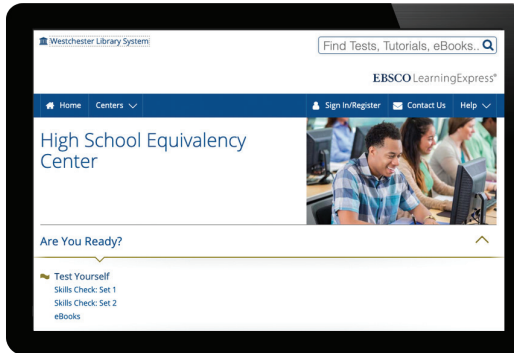 Westchester Library System
Find Tests, Tutorials, eBooks..
EBSCO LearningExpress®
Home Centers Sign In/Register Contact Us Help
High School Equivalency
Center
Are You Ready?
Test Yourself
Skills Check: Set 1
Skills Check: Set 2
eBooks